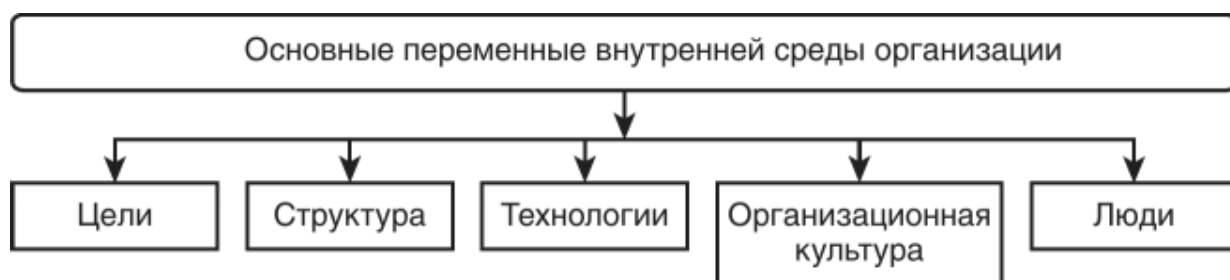 Основные переменные внутренней среды организации
Цели
Структура
Технологии
Организационная
культура
Люди